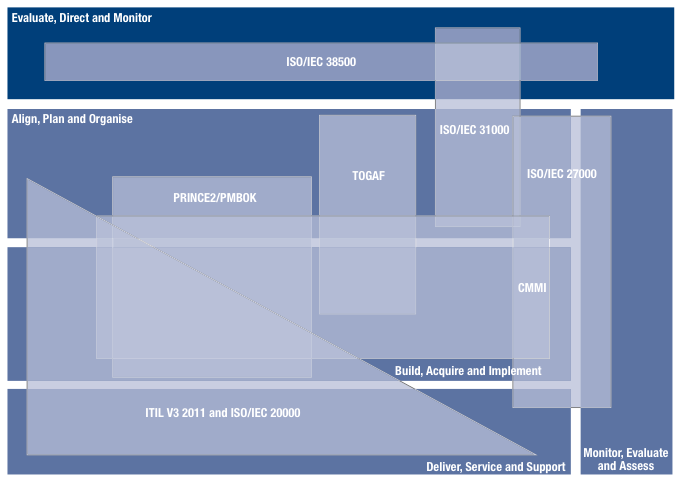 Evaluate, Direct and Monitor
ISO/IEC 38500
Align, Plan and Organise
ISO/IEC 31000
TOGAF
ISO/IEC 27000
PRINCE2/PMBOK
CMMI
Build, Acquire and Implement
ITIL V3 2011 and ISO/IEC 20000
Deliver, Service and Support
Monitor, Evaluate
and Assess